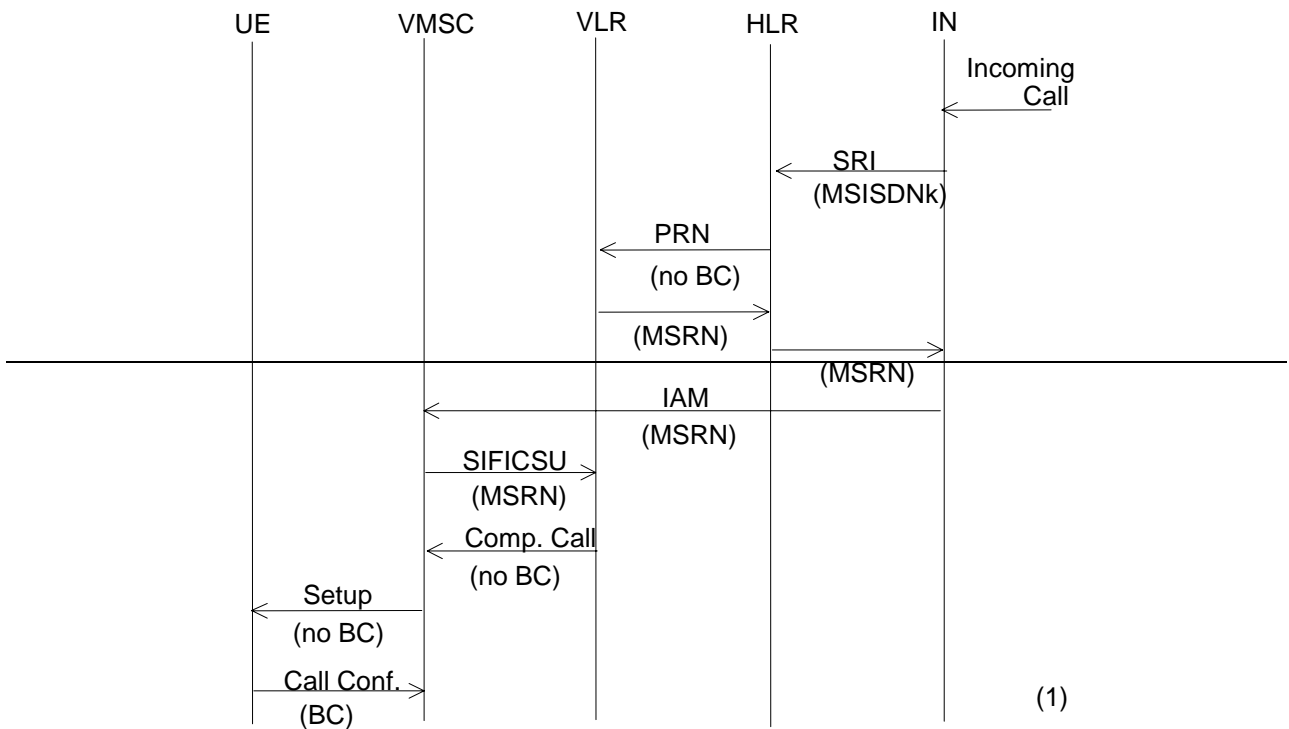 UE VMSC VLR HLR IN
Incoming
Call
SRI
(MSISDNk)
PRN
(no BC)
(MSRN)
(MSRN)
IAM
(MSRN)
SIFICSU
(MSRN)
Comp. Call
(no BC)
Setup
(no BC)
Call Conf.
(BC)
(1)